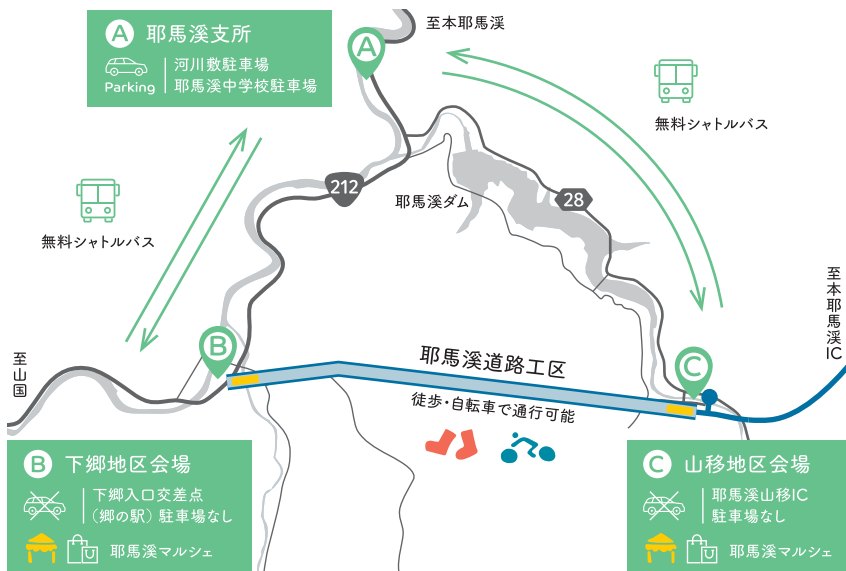 A 耶馬溪支所
Parking
河川敷駐車場
耶馬溪中学校駐車場
A
至本耶馬溪
無料シャトルバス
212
28
耶馬溪ダム
無料シャトルバス
至本耶馬溪IC
至山国
B
C
耶馬溪道路工区
徒歩・自転車で通行可能
B 下郷地区会場
下郷入口交差点
（郷の駅）駐車場なし
耶馬溪マルシェ
C 山移地区会場
耶馬溪山移IC
駐車場なし
耶馬溪マルシェ